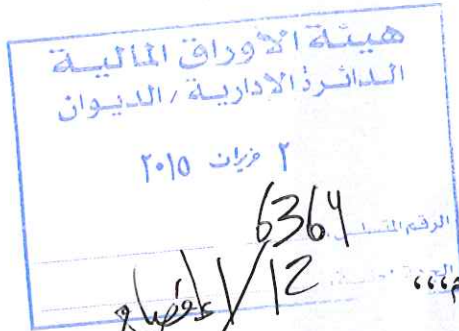 هيئة الأوراق المالية
الدائرة الادارية / الديوان
٢ حزيران ٢٠١٥
الرقم المتسلسل 6364
12
م،،،